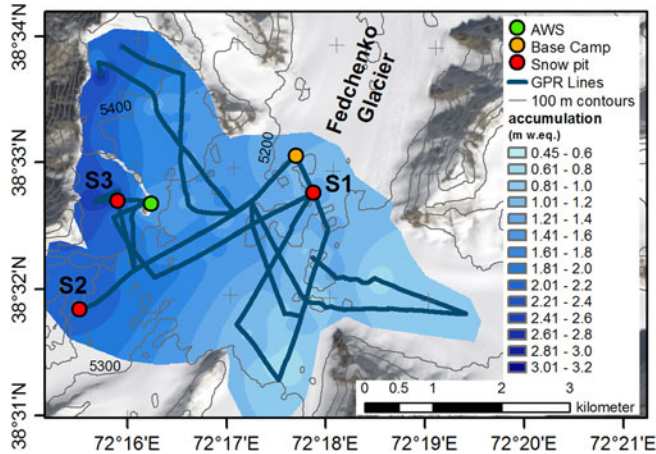 38°34'N
38°33'N
38°32'N
38°31'N
5400
5200
Fedchenko
Glacier
S3
S1
S2
5300
AWS
Base Camp
Snow pit
GPR Lines
100 m contours
accumulation
(m w.eq.)
0.45 - 0.6
0.61 - 0.8
0.81 - 1.0
1.01 - 1.2
1.21 - 1.4
1.41 - 1.6
1.61 - 1.8
1.81 - 2.0
2.01 - 2.2
2.21 - 2.4
2.41 - 2.6
2.61 - 2.8
2.81 - 3.0
3.01 - 3.2
0 0.5 1 2 3
kilometer
72°16'E 72°17'E 72°18'E 72°19'E 72°20'E 72°21'E